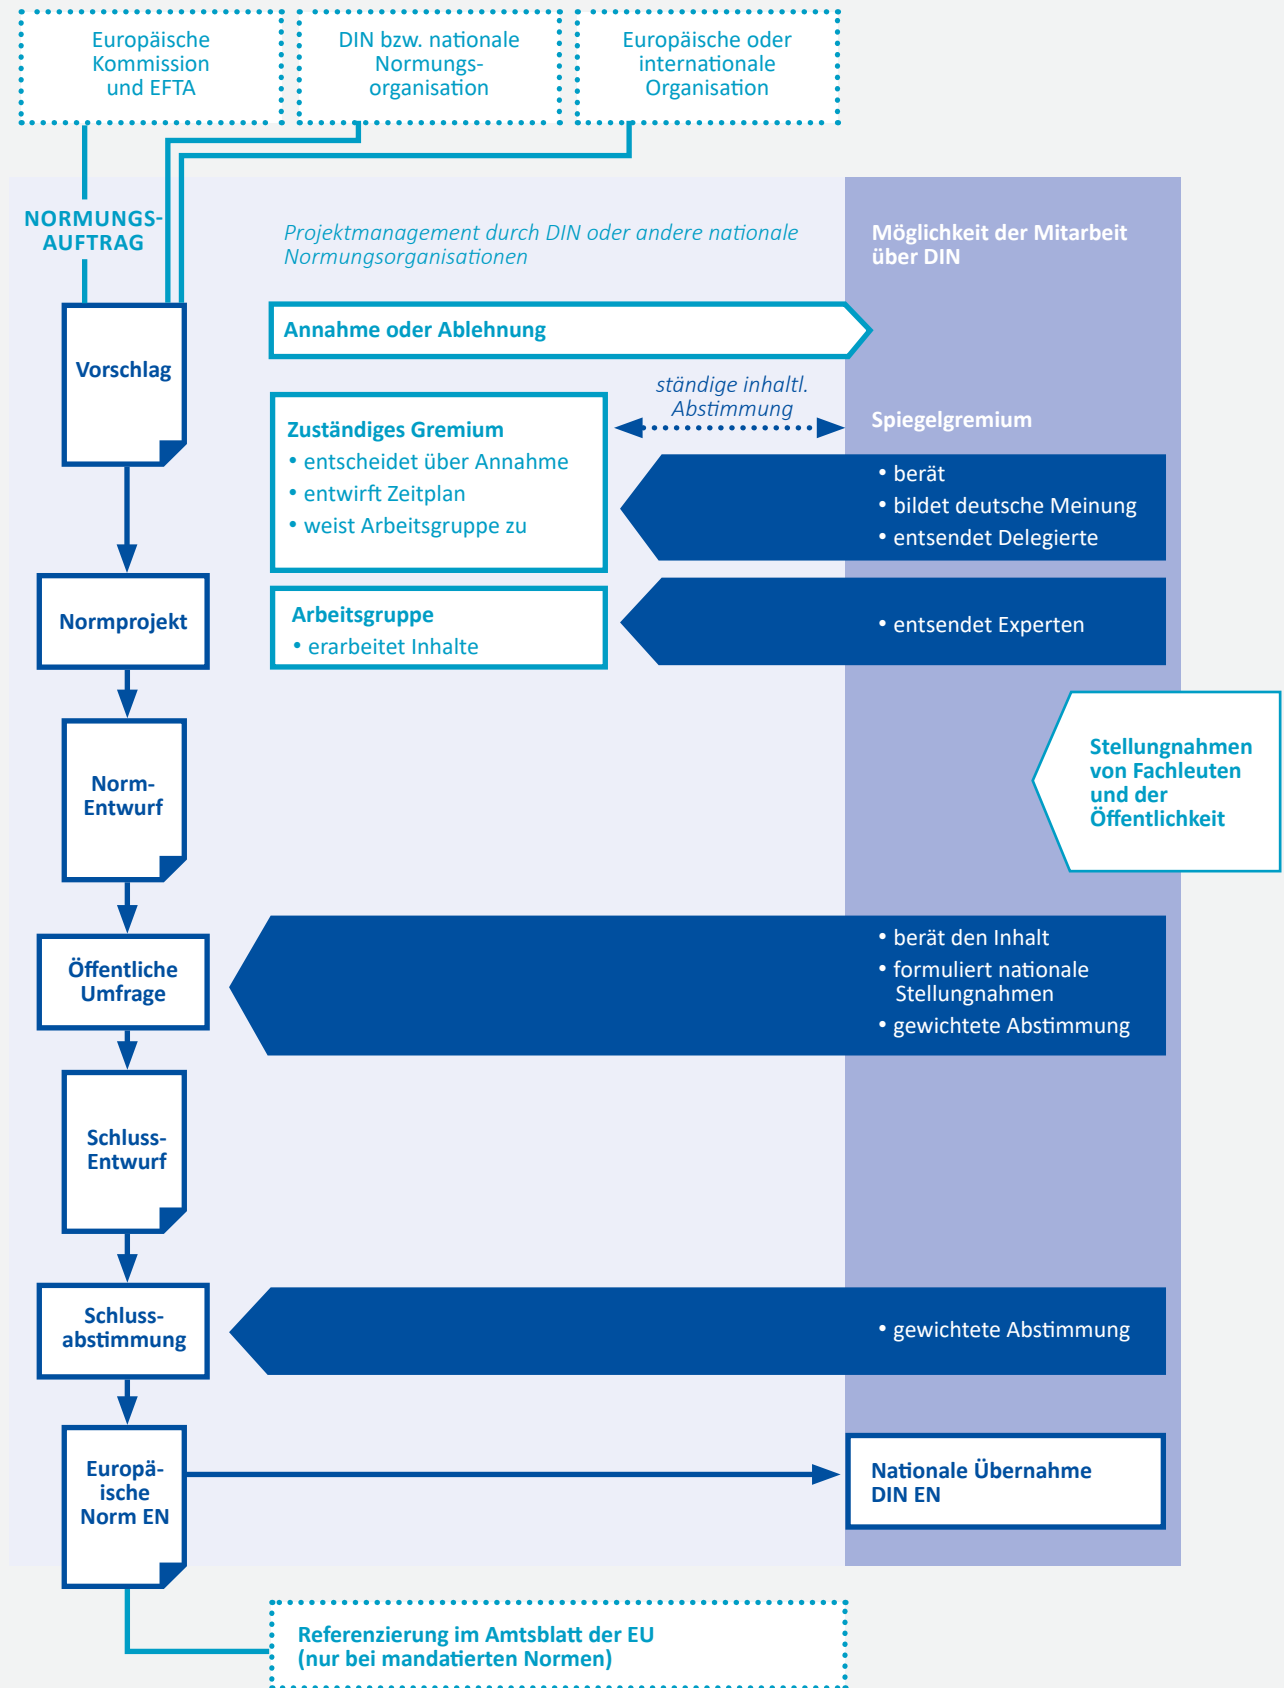 Europäische
Kommission
und EFTA
DIN bzw. nationale
Normungs-
organisation
Europäische oder
internationale
Organisation
NORMUNGS-
AUFTRAG
Projektmanagement durch DIN oder andere nationale
Normungsorganisationen
Möglichkeit der Mitarbeit
über DIN
Vorschlag
Annahme oder Ablehnung
ständige inhaltl.
Abstimmung
Zuständiges Gremium
• entscheidet über Annahme
• entwirft Zeitplan
• weist Arbeitsgruppe zu
Spiegelgremium
• berät
• bildet deutsche Meinung
• entsendet Delegierte
Normprojekt
Arbeitsgruppe
• erarbeitet Inhalte
• entsendet Experten
Stellungnahmen
von Fachleuten
und der
Öffentlichkeit
Norm-
Entwurf
Öffentliche
Umfrage
• berät den Inhalt
• formuliert nationale
Stellungnahmen
• gewichtete Abstimmung
Schluss-
Entwurf
Schluss-
abstimmung
• gewichtete Abstimmung
Europä-
ische
Norm EN
Nationale Übernahme
DIN EN
Referenzierung im Amtsblatt der EU
(nur bei mandatierten Normen)